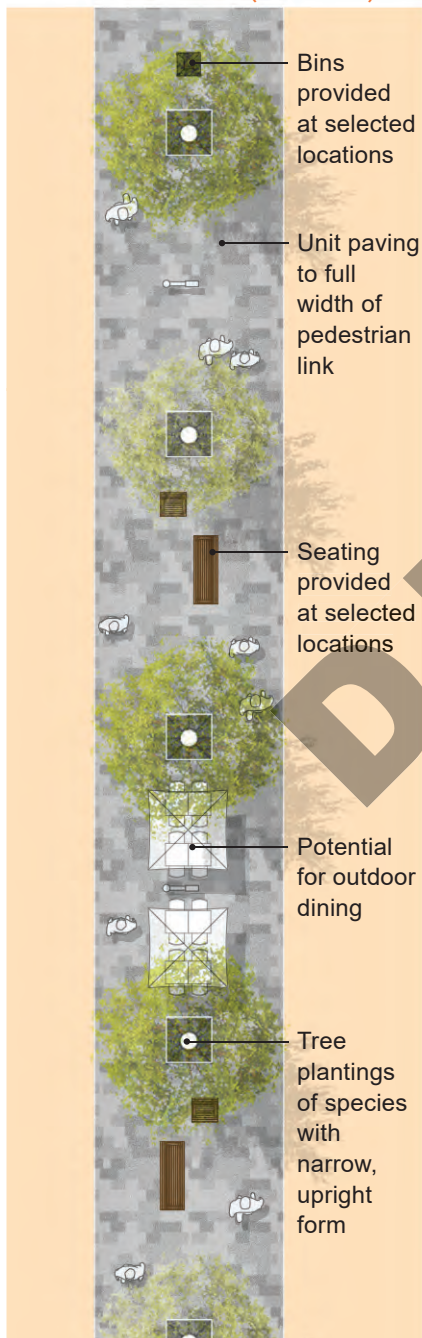 Bins
provided
at selected
locations
Unit paving
to full
width of
pedestrian
link
Seating
provided
at selected
locations
Potential
for outdoor
dining
Tree
plantings
of species
with
narrow,
upright
form